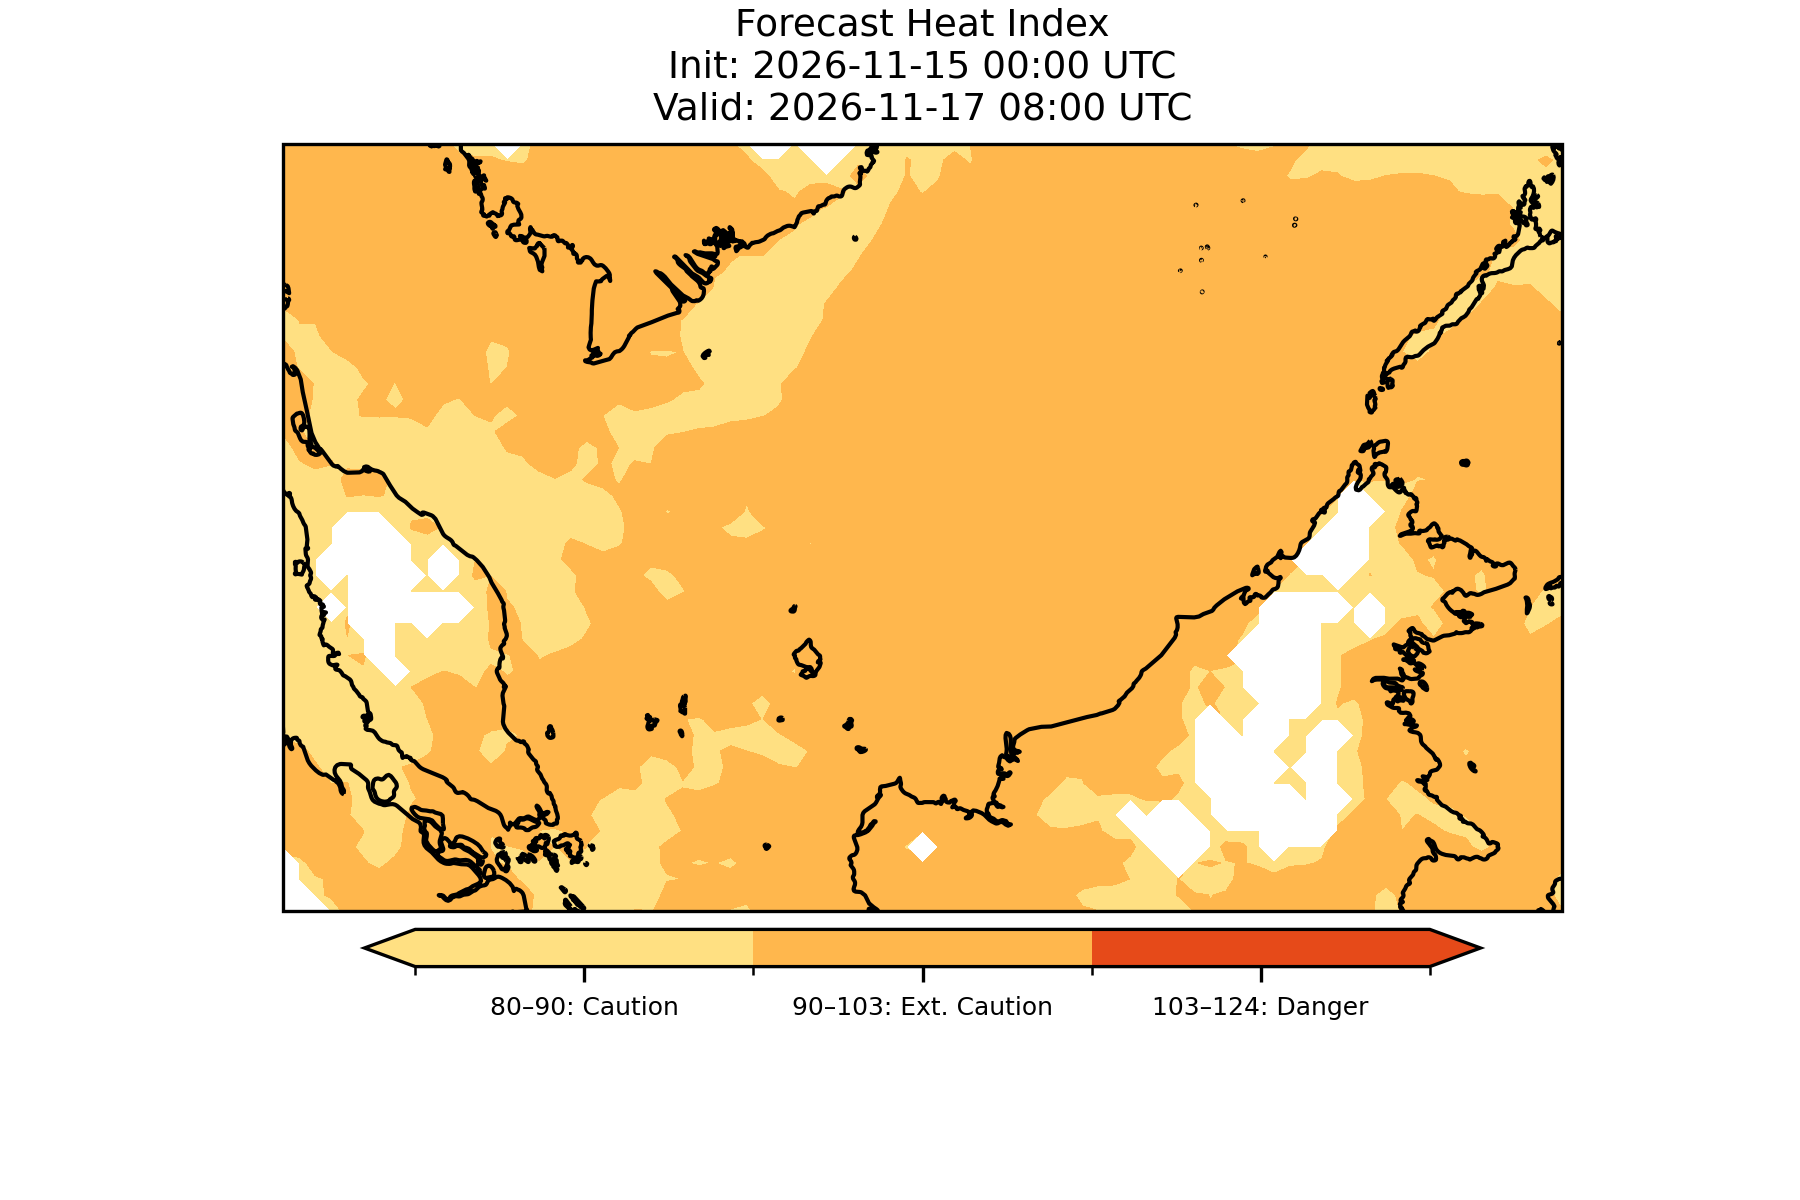 Forecast Heat Index
Init: 2026-11-15 00:00 UTC
Valid: 2026-11-17 08:00 UTC
80–90: Caution
90–103: Ext. Caution
103–124: Danger